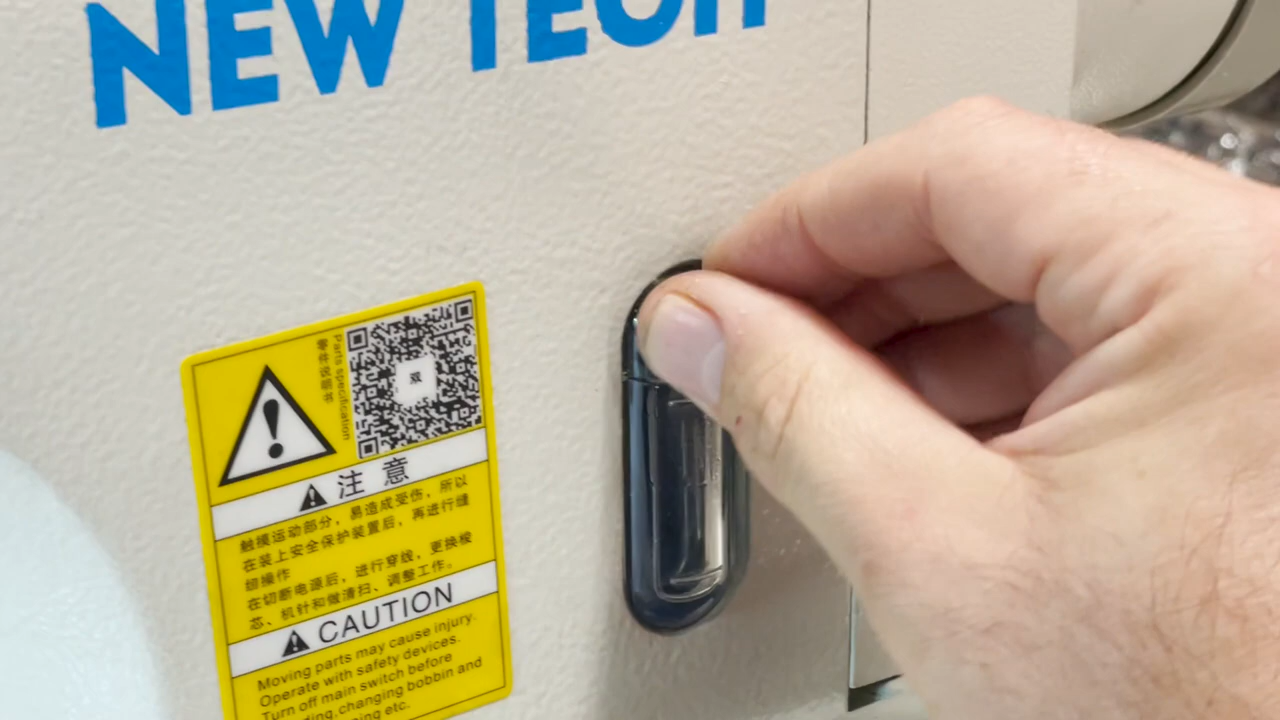 NEW TECH
零件说明书
Parts specification
双
注 意
触摸运动部分，易造成受伤，所以
在装上安全保护装置后，再进行缝
纫操作
在切断电源后，进行穿线、更换梭
芯、机针和做清扫、调整工作。
CAUTION
Moving parts may cause injury.
Operate with safety devices.
Turn off main switch before
changing bobbin and
etc.